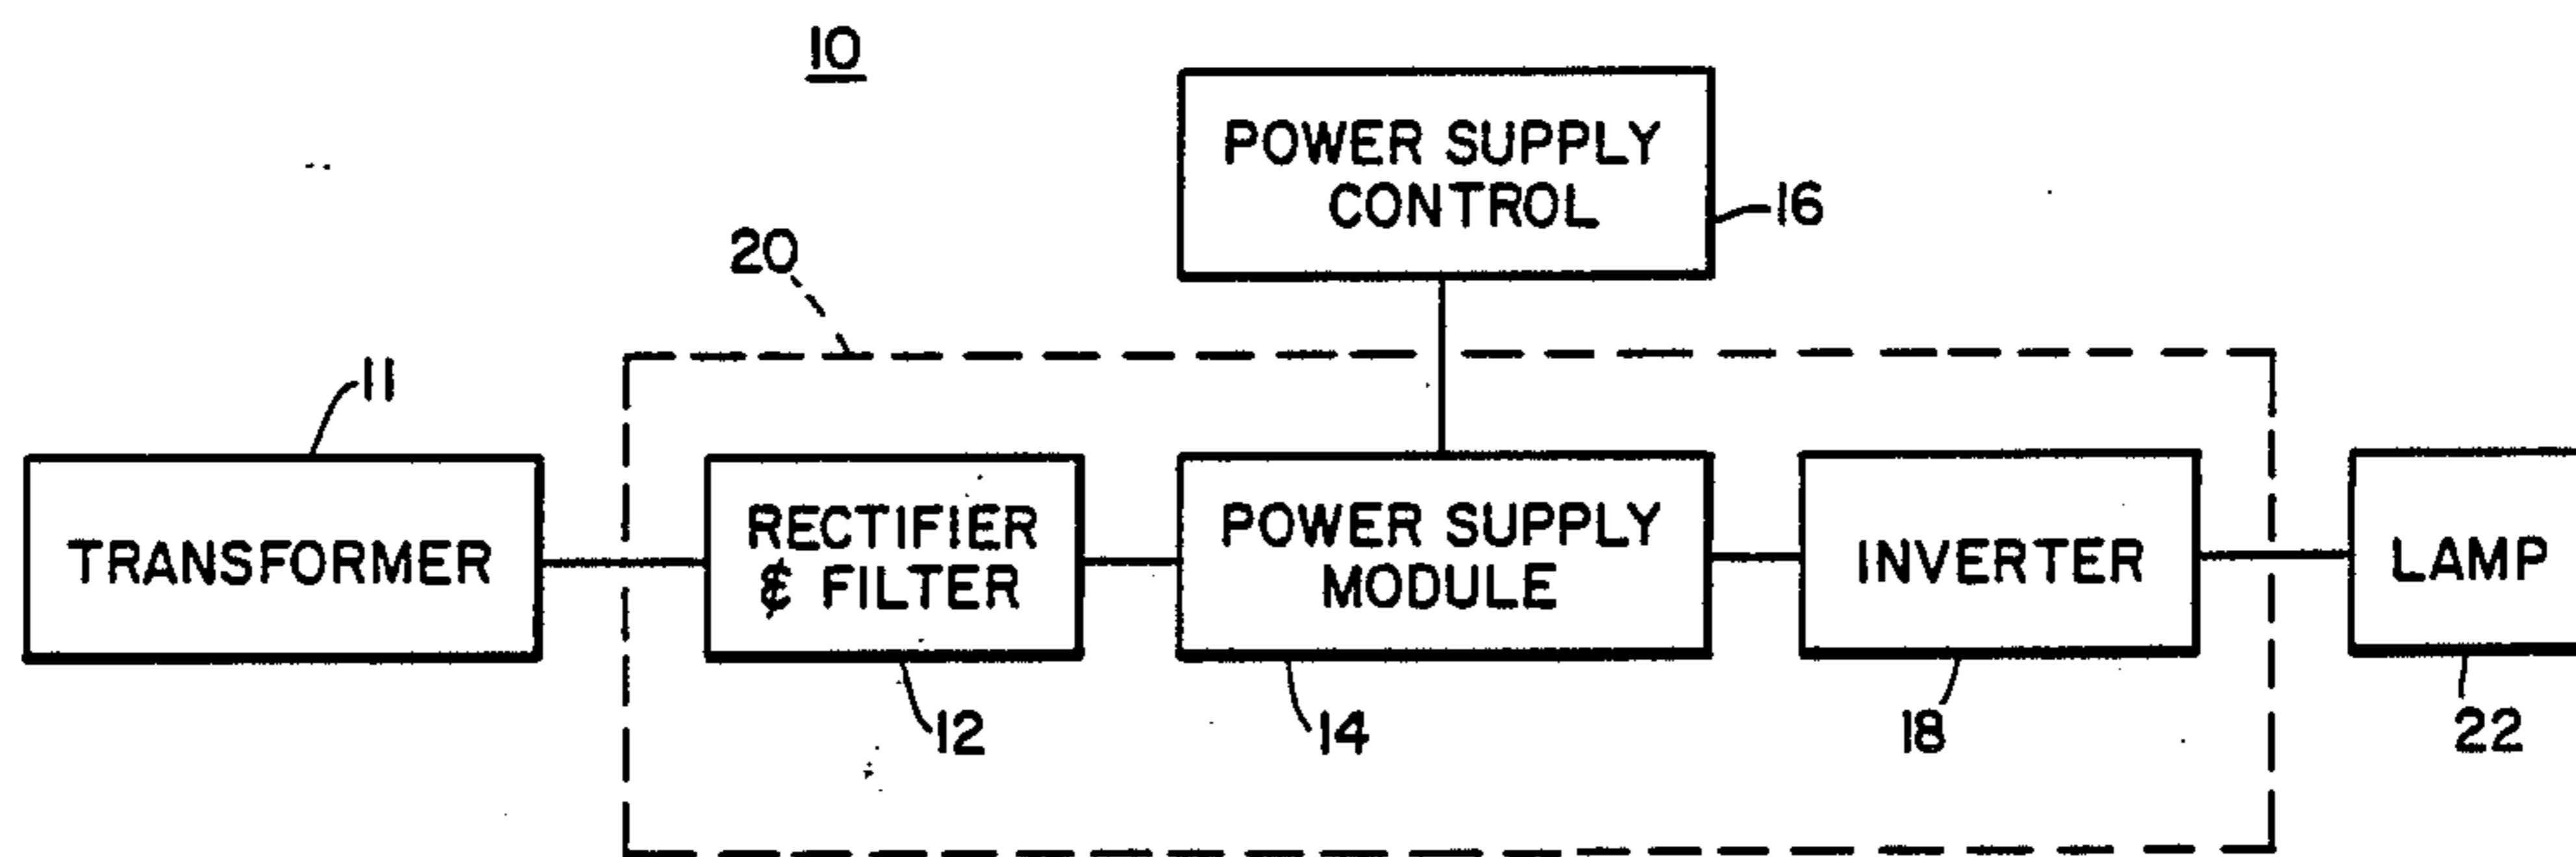 10
POWER SUPPLY
CONTROL
16
20
11
TRANSFORMER
RECTIFIER
& FILTER
POWER SUPPLY
MODULE
INVERTER
LAMP
12
14
18
22